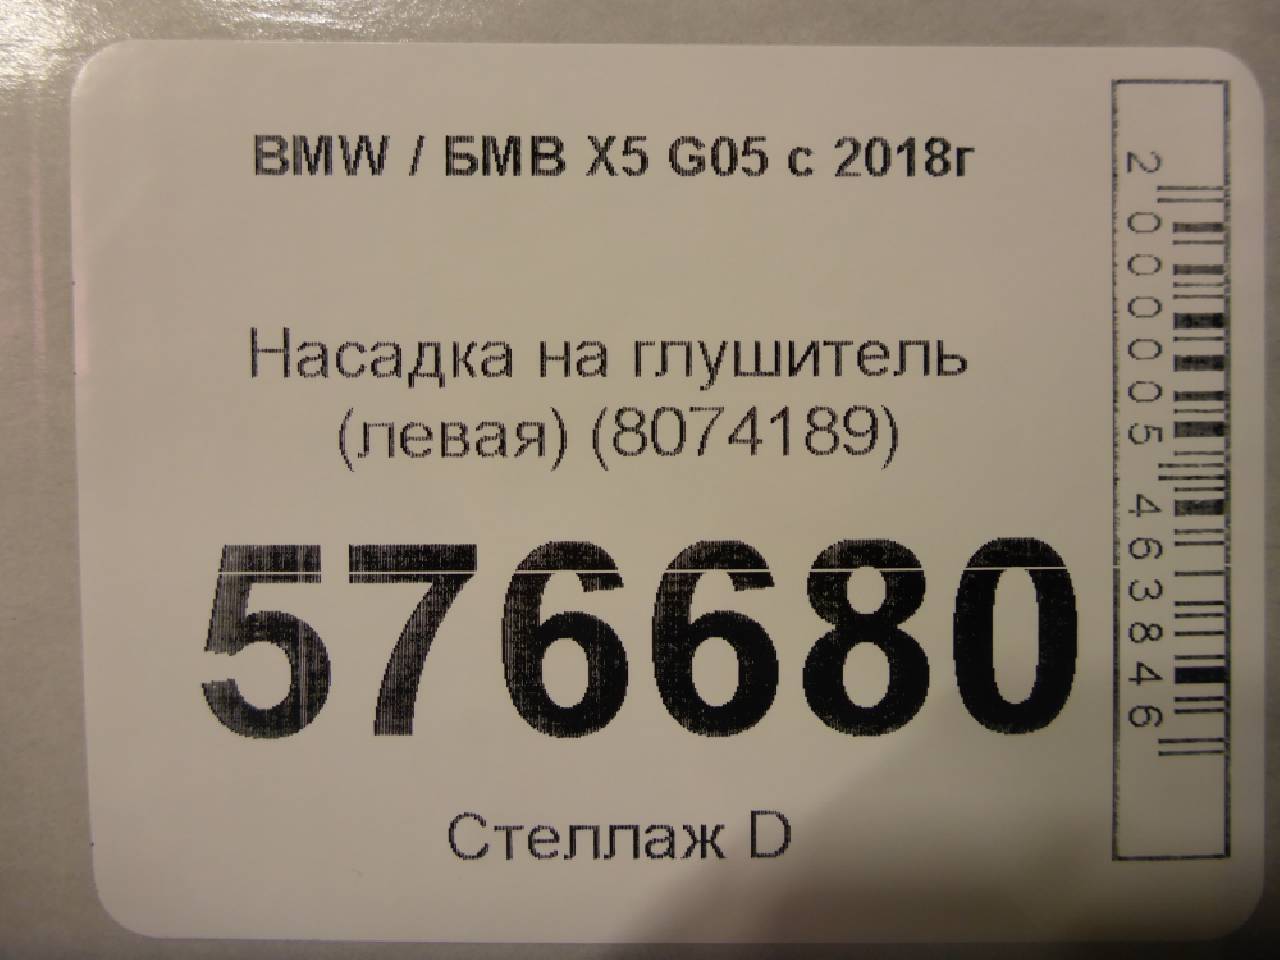 BMW / БМВ X5 G05 с 2018г
Насадка на глушитель
(левая) (8074189)
576680
Стеллаж D
2000005463846